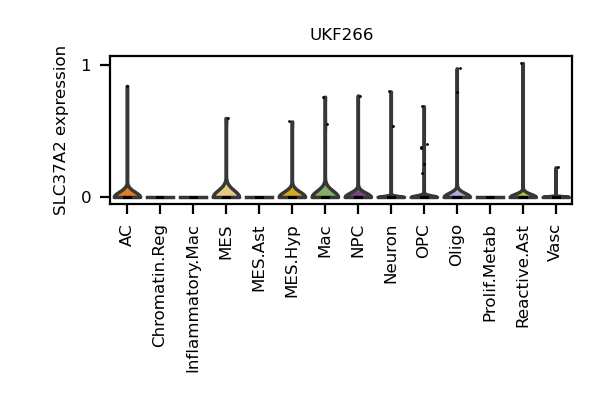 UKF266
SLC37A2 expression
1
0
AC
Chromatin.Reg
Inflammatory.Mac
MES
MES.Ast
MES.Hyp
Mac
NPC
Neuron
OPC
Oligo
Prolif.Metab
Reactive.Ast
Vasc